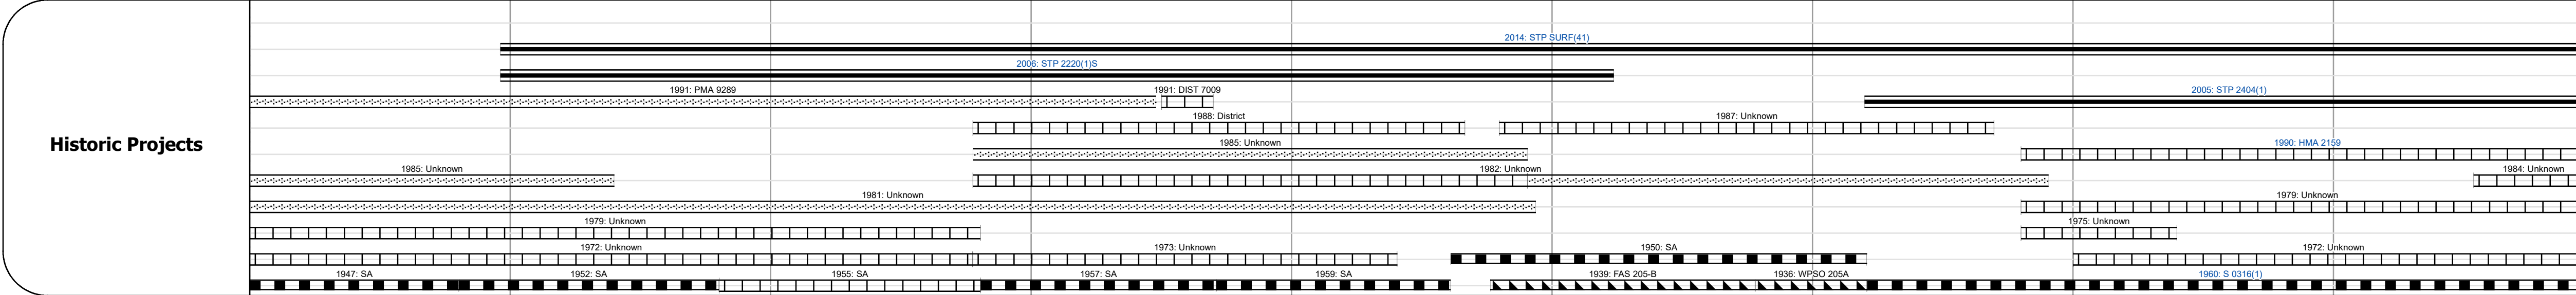 Historic Projects
2014: STP SURF(41)
2006: STP 2220(1)S
1991: PMA 9289 1991: DIST 7009 2005: STP 2404(1)
1988: District 1987: Unknown
1985: Unknown 1990: HMA 2159
1985: Unknown 1982: Unknown 1984: Unknown
1981: Unknown 1979: Unknown
1979: Unknown 1975: Unknown
1972: Unknown 1973: Unknown 1950: SA 1972: Unknown
1947: SA 1952: SA 1955: SA 1957: SA 1959: SA 1939: FAS 205-B 1936: WPSO 205A 1960: S 0316(1)